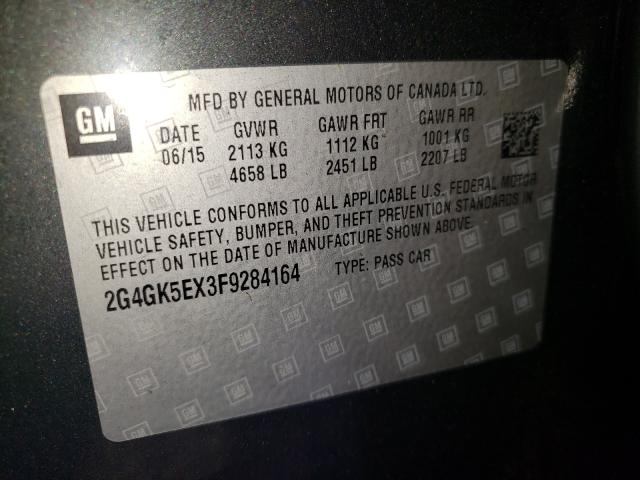 GM
MFD BY GENERAL MOTORS OF CANADA LTD.
DATE GVWR GAWR FRT GAWR RR
06/15 2113 KG 1112 KG 1001 KG
4658 LB 2451 LB 2207 LB
THIS VEHICLE CONFORMS TO ALL APPLICABLE U.S. FEDERAL MOTOR
VEHICLE SAFETY, BUMPER, AND THEFT PREVENTION STANDARDS IN
EFFECT ON THE DATE OF MANUFACTURE SHOWN ABOVE.
2G4GK5EX3F9284164 TYPE: PASS CAR